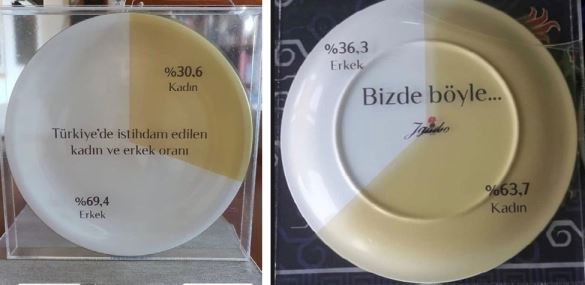 %30,6
Kadın
Türkiye'de istihdam edilen
kadın ve erkek oranı
%69,4
Erkek
%36,3
Erkek
Bizde böyle...
%63,7
Kadın